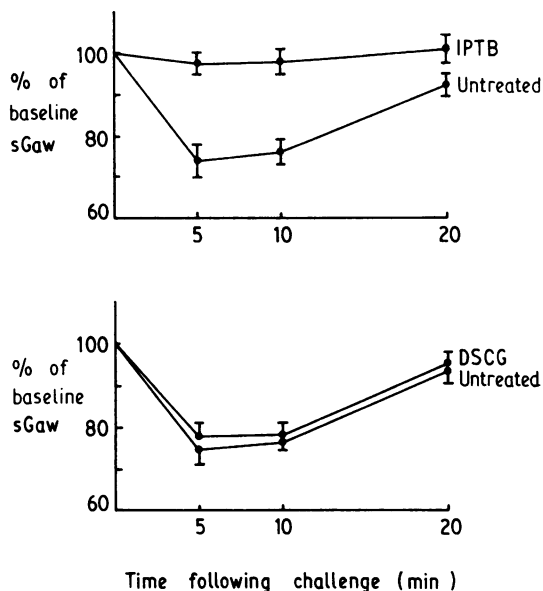 100
IPTB
% of
baseline
sGaw
Untreated
80
60
5 10 20
100
% of
baseline
sGaw
DSCG
Untreated
80
60
5 10 20
Time following challenge (min)